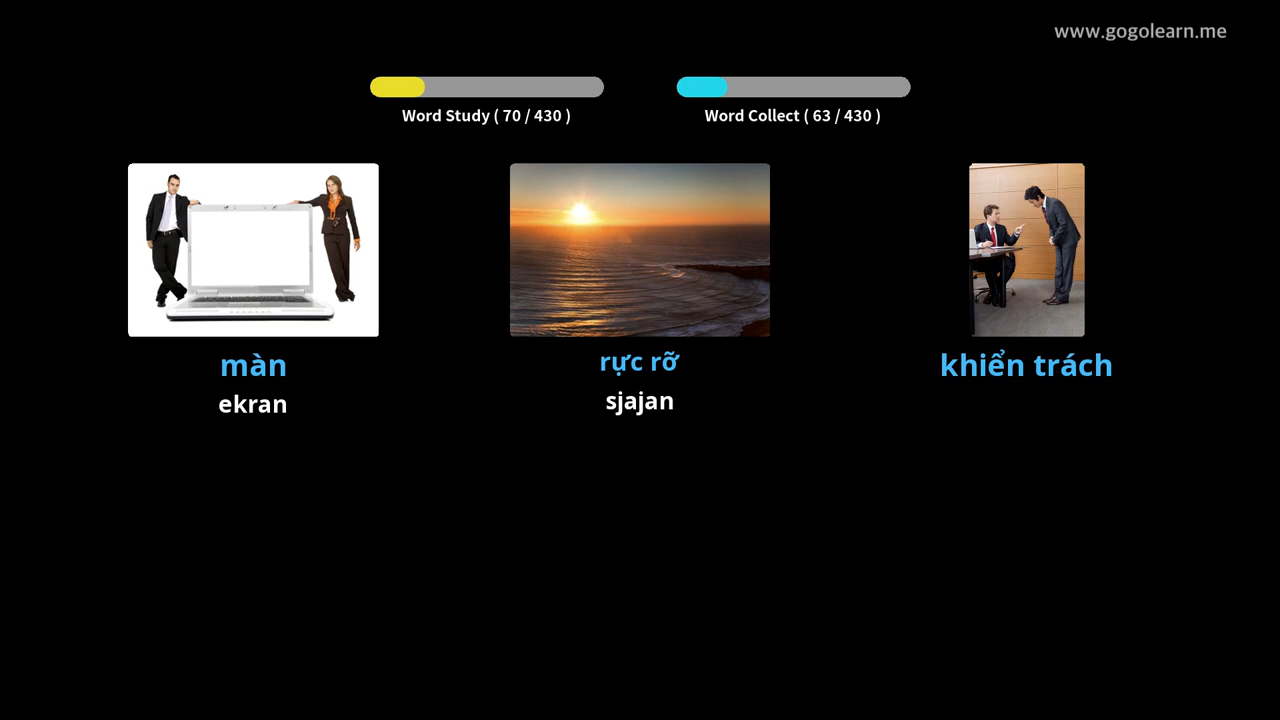 www.gogolearn.me
Word Study ( 70 / 430 )
Word Collect ( 63 / 430 )
màn
ekran
rực rỡ
sjajan
khiển trách